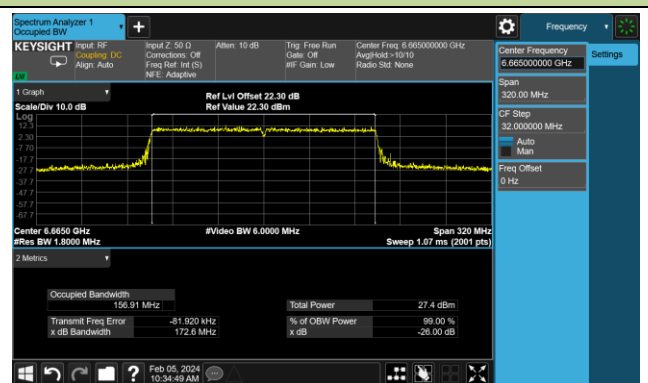 Spectrum Analyzer 1
Occupied BW
+
Frequency
KEYSIGHT
Input: RF
Coupling: DC
Align: Auto
Input Z: 50 Ω
Corrections: Off
Freq Ref: Int (S)
NFE: Adaptive
Atten: 10 dB
Trig: Free Run
Gate: Off
#IF Gain: Low
Center Freq: 6.665000000 GHz
Avg|Hold:>10/10
Radio Std: None
Center Frequency
6.665000000 GHz
Settings
Span
320.00 MHz
CF Step
32.000000 MHz
Auto
Man
Freq Offset
0 Hz
1 Graph
Scale/Div 10.0 dB
Ref Lvl Offset 22.30 dB
Ref Value 22.30 dBm
Log
12.3
2.30
-7.70
-17.7
-27.7
-37.7
-47.7
-57.7
-67.7
Center 6.6650 GHz
#Res BW 1.8000 MHz
#Video BW 6.0000 MHz
Span 320 MHz
Sweep 1.07 ms (2001 pts)
2 Metrics
Occupied Bandwidth
156.91 MHz
Total Power 27.4 dBm
Transmit Freq Error -81.920 kHz
% of OBW Power 99.00 %
x dB Bandwidth 172.6 MHz
x dB -26.00 dB
?
Feb 05, 2024
10:34:49 AM